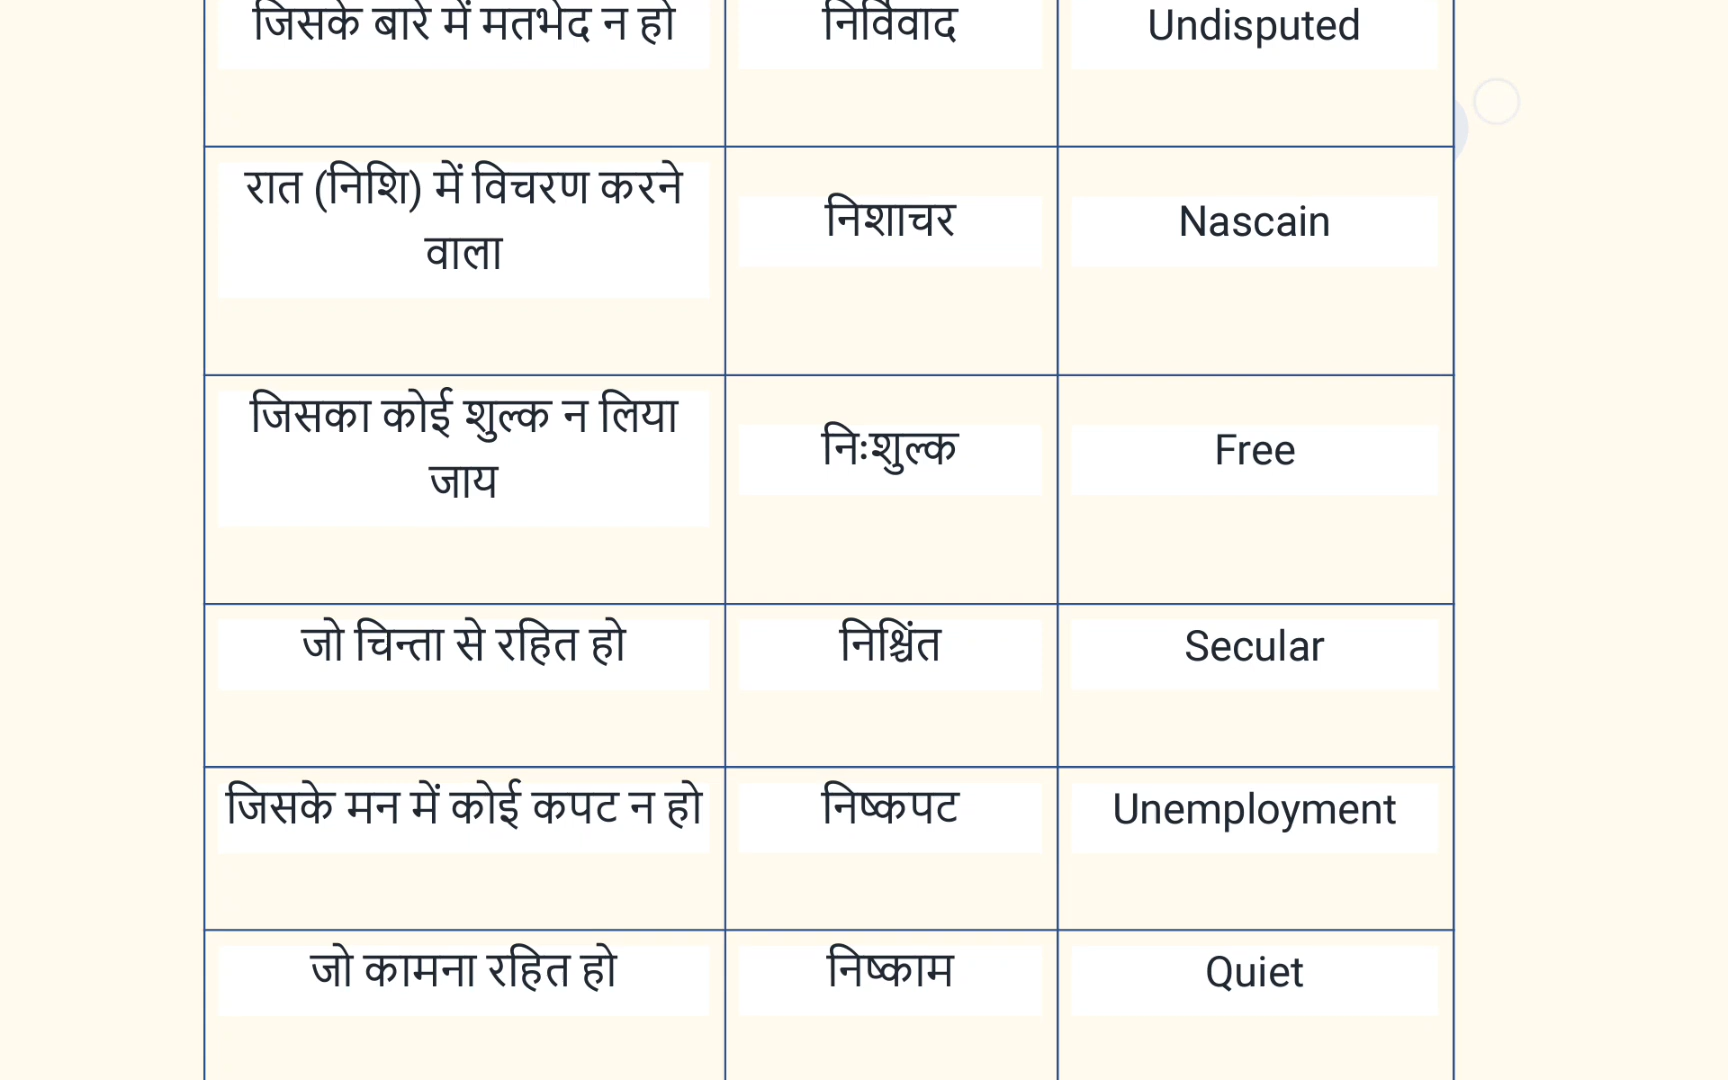 जिसके बारे में मतभेद न हो
निर्विवाद
Undisputed
रात (निशि) में विचरण करने
वाला
निशाचर
Nascain
जिसका कोई शुल्क न लिया
जाय
निःशुल्क
Free
जो चिन्ता से रहित हो
निश्चिंत
Secular
जिसके मन में कोई कपट न हो
निष्कपट
Unemployment
जो कामना रहित हो
निष्काम
Quiet